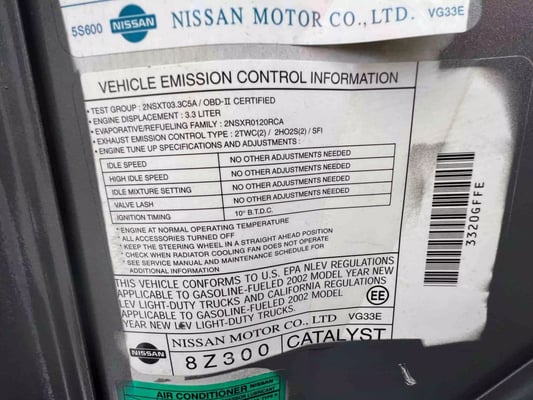 5S600 NISSAN NISSAN MOTOR CO., LTD. VG33E
VEHICLE EMISSION CONTROL INFORMATION
• TEST GROUP : 2NSXT03.3C5A / OBD-II CERTIFIED
• ENGINE DISPLACEMENT : 3.3 LITER
• EVAPORATIVE/REFUELING FAMILY : 2NSXR0120RCA
• EXHAUST EMISSION CONTROL TYPE : 2TWC(2) / 2HO2S(2) / SFI
• ENGINE TUNE UP SPECIFICATIONS AND ADJUSTMENTS :
IDLE SPEED NO OTHER ADJUSTMENTS NEEDED
HIGH IDLE SPEED NO OTHER ADJUSTMENTS NEEDED
IDLE MIXTURE SETTING NO OTHER ADJUSTMENTS NEEDED
VALVE LASH NO OTHER ADJUSTMENTS NEEDED
IGNITION TIMING 10° B.T.D.C.
* ENGINE AT NORMAL OPERATING TEMPERATURE
* ALL ACCESSORIES TURNED OFF
* KEEP THE STEERING WHEEL IN A STRAIGHT AHEAD POSITION
* CHECK WHEN RADIATOR COOLING FAN DOES NOT OPERATE
* SEE SERVICE MANUAL AND MAINTENANCE SCHEDULE FOR
ADDITIONAL INFORMATION
THIS VEHICLE CONFORMS TO U.S. EPA NLEV REGULATIONS
APPLICABLE TO GASOLINE-FUELED 2002 MODEL YEAR NEW
LEV LIGHT-DUTY TRUCKS AND CALIFORNIA REGULATIONS
APPLICABLE TO GASOLINE-FUELED 2002 MODEL
YEAR NEW LEV LIGHT-DUTY TRUCKS.
EE
NISSAN NISSAN MOTOR CO., LTD VG33E
8Z300 CATALYST
3320GFFE
AIR CONDITIONER NISSAN